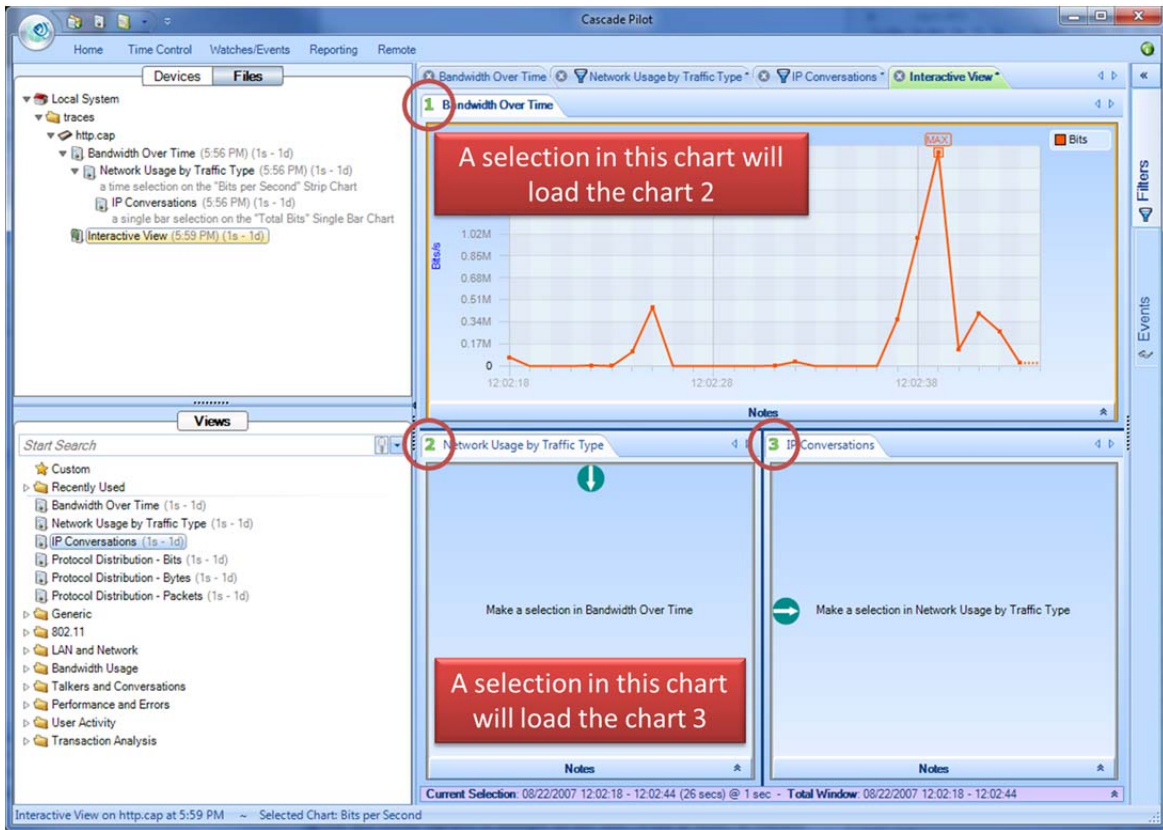 Cascade Pilot
Home Time Control Watches/Events Reporting Remote
Devices Files
Local System
traces
http.cap
Bandwidth Over Time (5:56 PM) (1s - 1d)
Network Usage by Traffic Type (5:56 PM) (1s - 1d)
a time selection on the "Bits per Second" Strip Chart
IP Conversations (5:56 PM) (1s - 1d)
a single bar selection on the "Total Bits" Single Bar Chart
Interactive View (5:59 PM) (1s - 1d)
Views
Start Search
Custom
Recently Used
Bandwidth Over Time (1s - 1d)
Network Usage by Traffic Type (1s - 1d)
IP Conversations (1s - 1d)
Protocol Distribution - Bits (1s - 1d)
Protocol Distribution - Bytes (1s - 1d)
Protocol Distribution - Packets (1s - 1d)
Generic
802.11
LAN and Network
Bandwidth Usage
Talkers and Conversations
Performance and Errors
User Activity
Transaction Analysis
Bandwidth Over Time Network Usage by Traffic Type * IP Conversations * Interactive View *
1 Bandwidth Over Time
A selection in this chart will
load the chart 2
MAX
Bits
Bits/s
1.02M
0.85M
0.68M
0.51M
0.34M
0.17M
0
12:02:18 12:02:28 12:02:38
Notes
2 Network Usage by Traffic Type
Make a selection in Bandwidth Over Time
A selection in this chart
will load the chart 3
Notes
3 IP Conversations
Make a selection in Network Usage by Traffic Type
Notes
Filters
Events
Current Selection: 08/22/2007 12:02:18 - 12:02:44 (26 secs) @ 1 sec - Total Window: 08/22/2007 12:02:18 - 12:02:44
Interactive View on http.cap at 5:59 PM ~ Selected Chart: Bits per Second